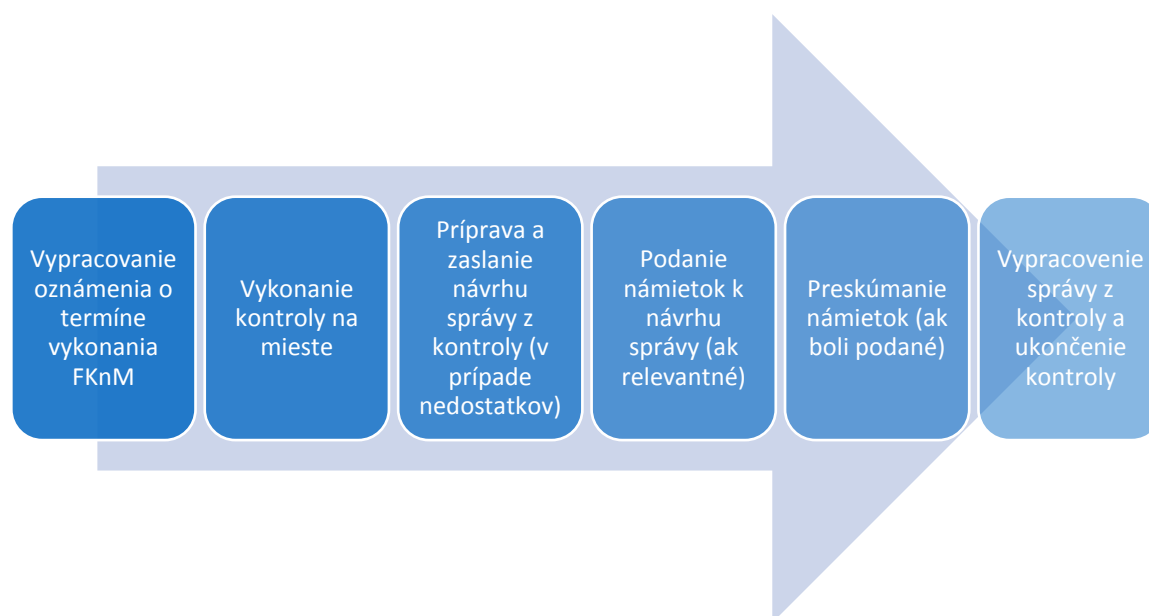 Vypracovanie
oznámenia o
termíne
vykonania
FKnM
Vykonanie
kontroly na
mieste
Príprava a
zaslanie
návrhu
správy z
kontroly (v
prípade
nedostatkov)
Podanie
námietok k
návrhu
správy (ak
relevantné)
Preskúmanie
námietok (ak
boli podané)
Vypracovenie
správy z
kontroly a
ukončenie
kontroly